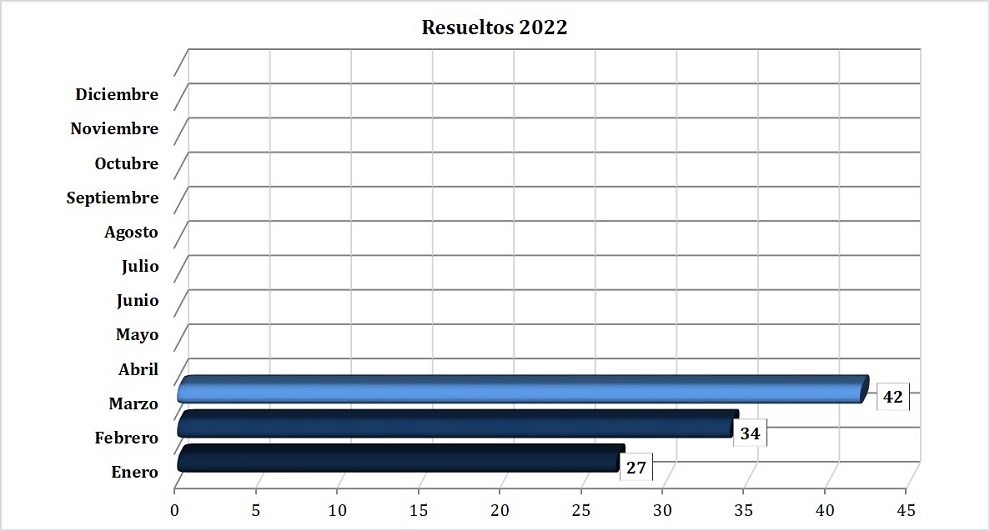 Resueltos 2022
Diciembre
Noviembre
Octubre
Septiembre
Agosto
Julio
Junio
Mayo
Abril
Marzo
42
Febrero
34
Enero
27
0 5 10 15 20 25 30 35 40 45